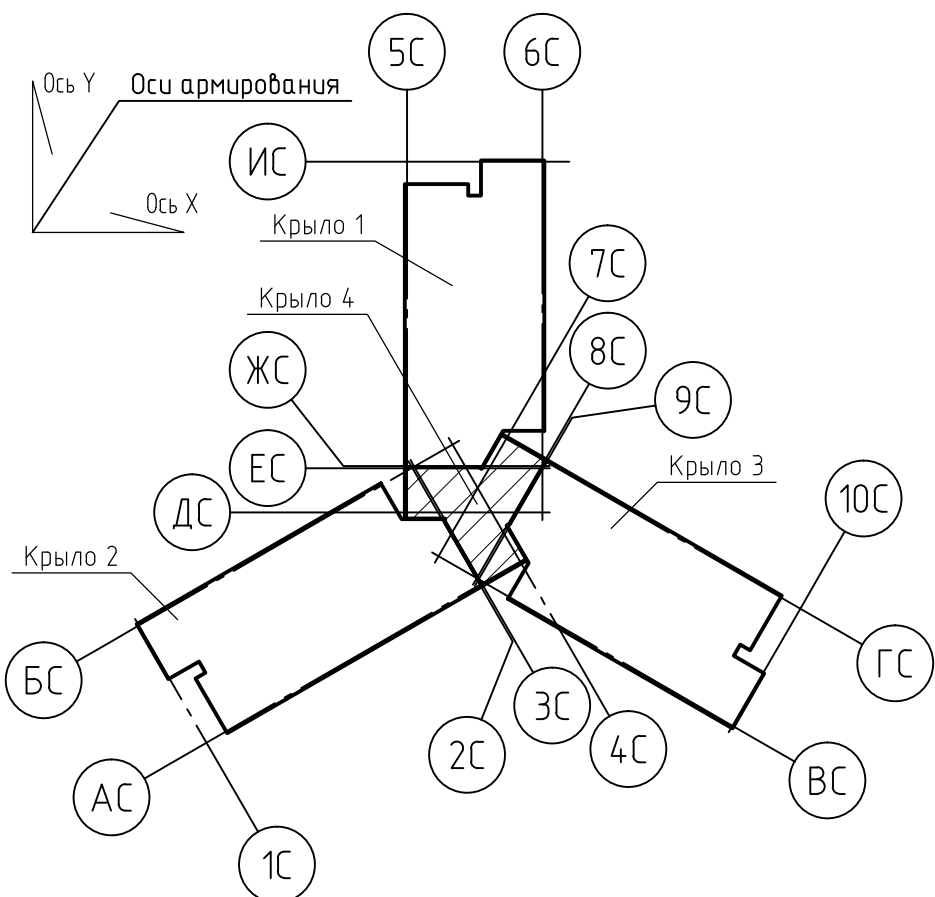 5С
6С
Ось Y
Оси армирования
ИС
Ось X
Крыло 1
7С
Крыло 4
8С
ЖС
9С
ЕС
Крыло 3
10С
ДС
Крыло 2
БС
ГС
3С
2С
4С
АС
ВС
1С